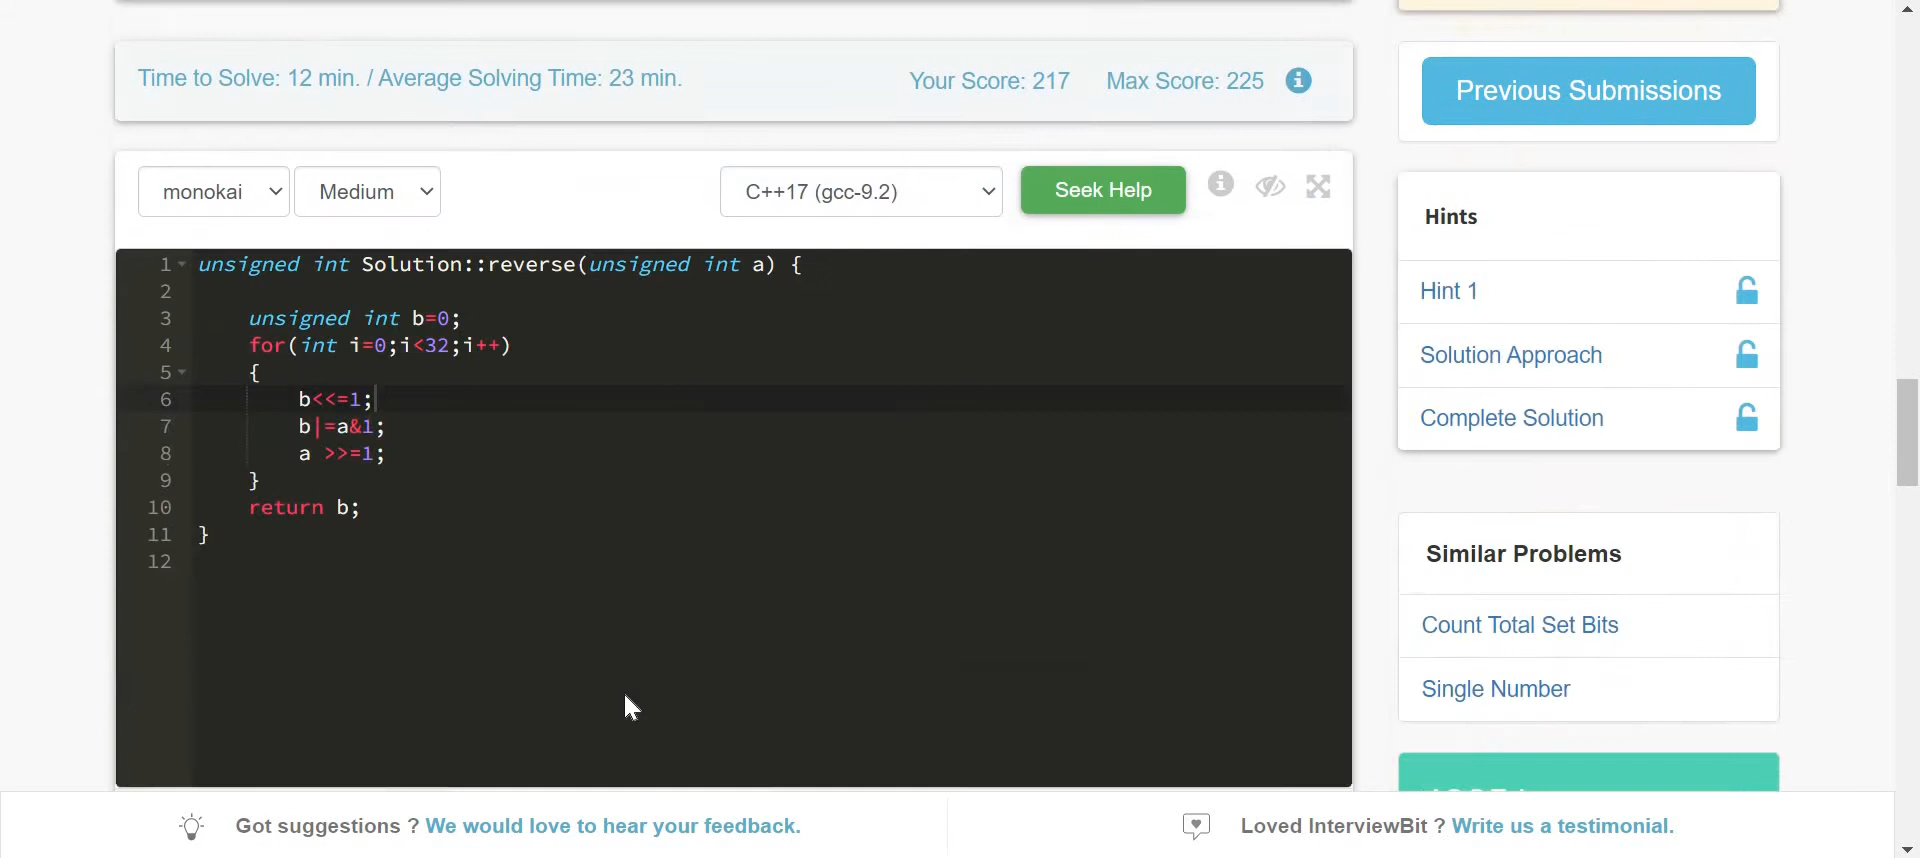 Time to Solve: 12 min. / Average Solving Time: 23 min.
Your Score: 217
Max Score: 225
monokai
Medium
C++17 (gcc-9.2)
Seek Help
1 unsigned int Solution::reverse(unsigned int a) {
2
3 unsigned int b=0;
4 for(int i=0;i<32;i++)
5 {
6 b<<=1;
7 b|=a&1;
8 a >>=1;
9 }
10 return b;
11 }
12
Previous Submissions
Hints
Hint 1
Solution Approach
Complete Solution
Similar Problems
Count Total Set Bits
Single Number
Got suggestions ? We would love to hear your feedback.
Loved InterviewBit ? Write us a testimonial.